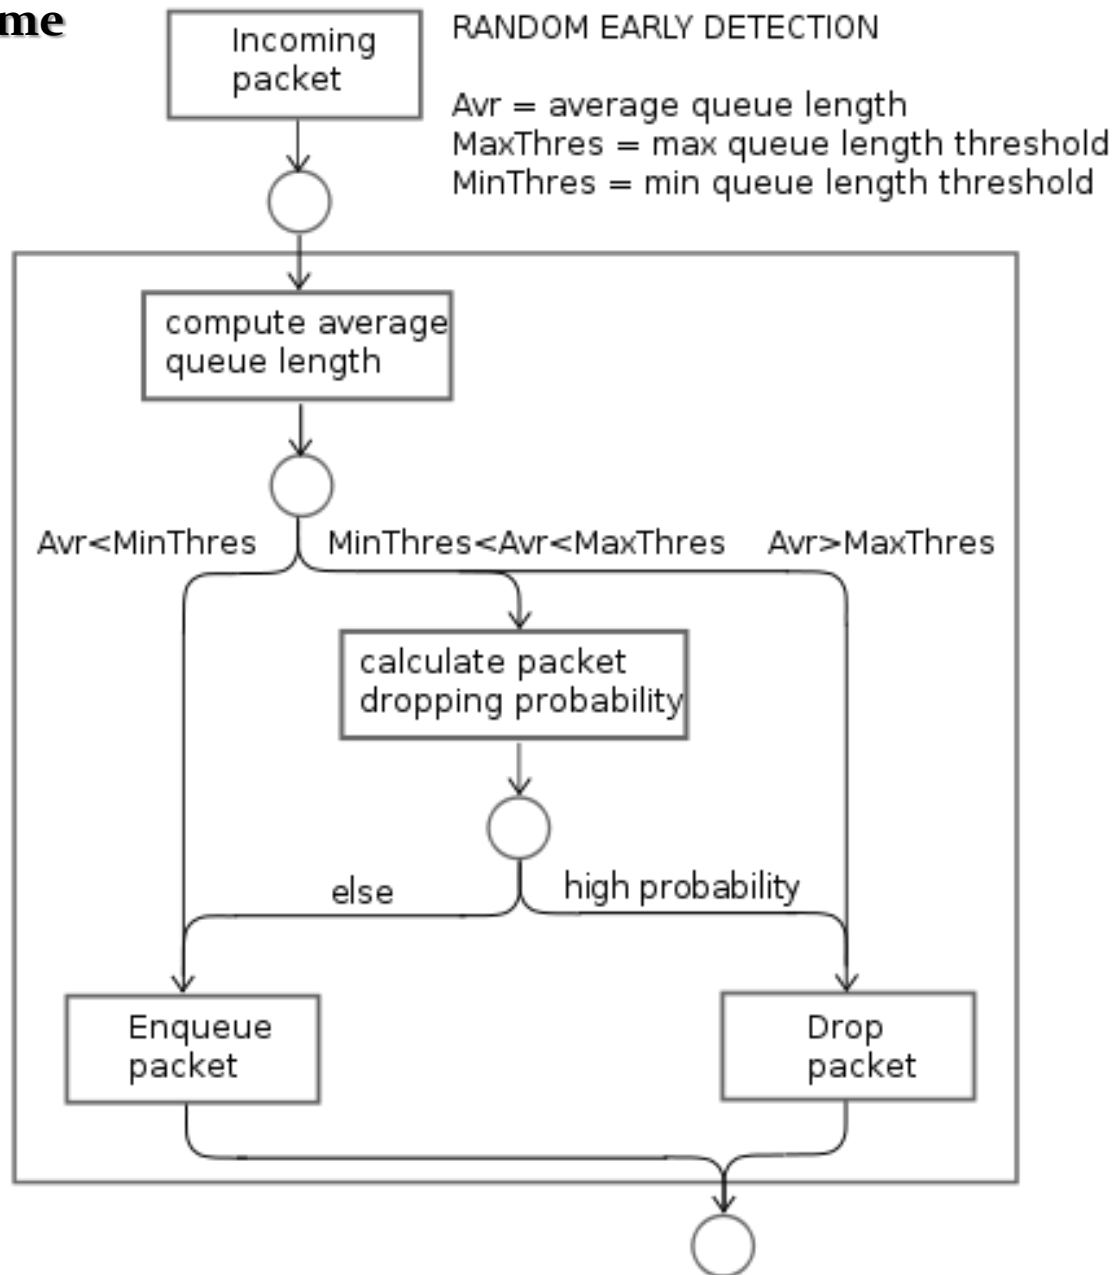 me
Incoming
packet
RANDOM EARLY DETECTION
Avr = average queue length
MaxThres = max queue length threshold
MinThres = min queue length threshold
compute average
queue length
Avr<MinThres
MinThres<Avr<MaxThres
Avr>MaxThres
calculate packet
dropping probability
else
high probability
Enqueue
packet
Drop
packet